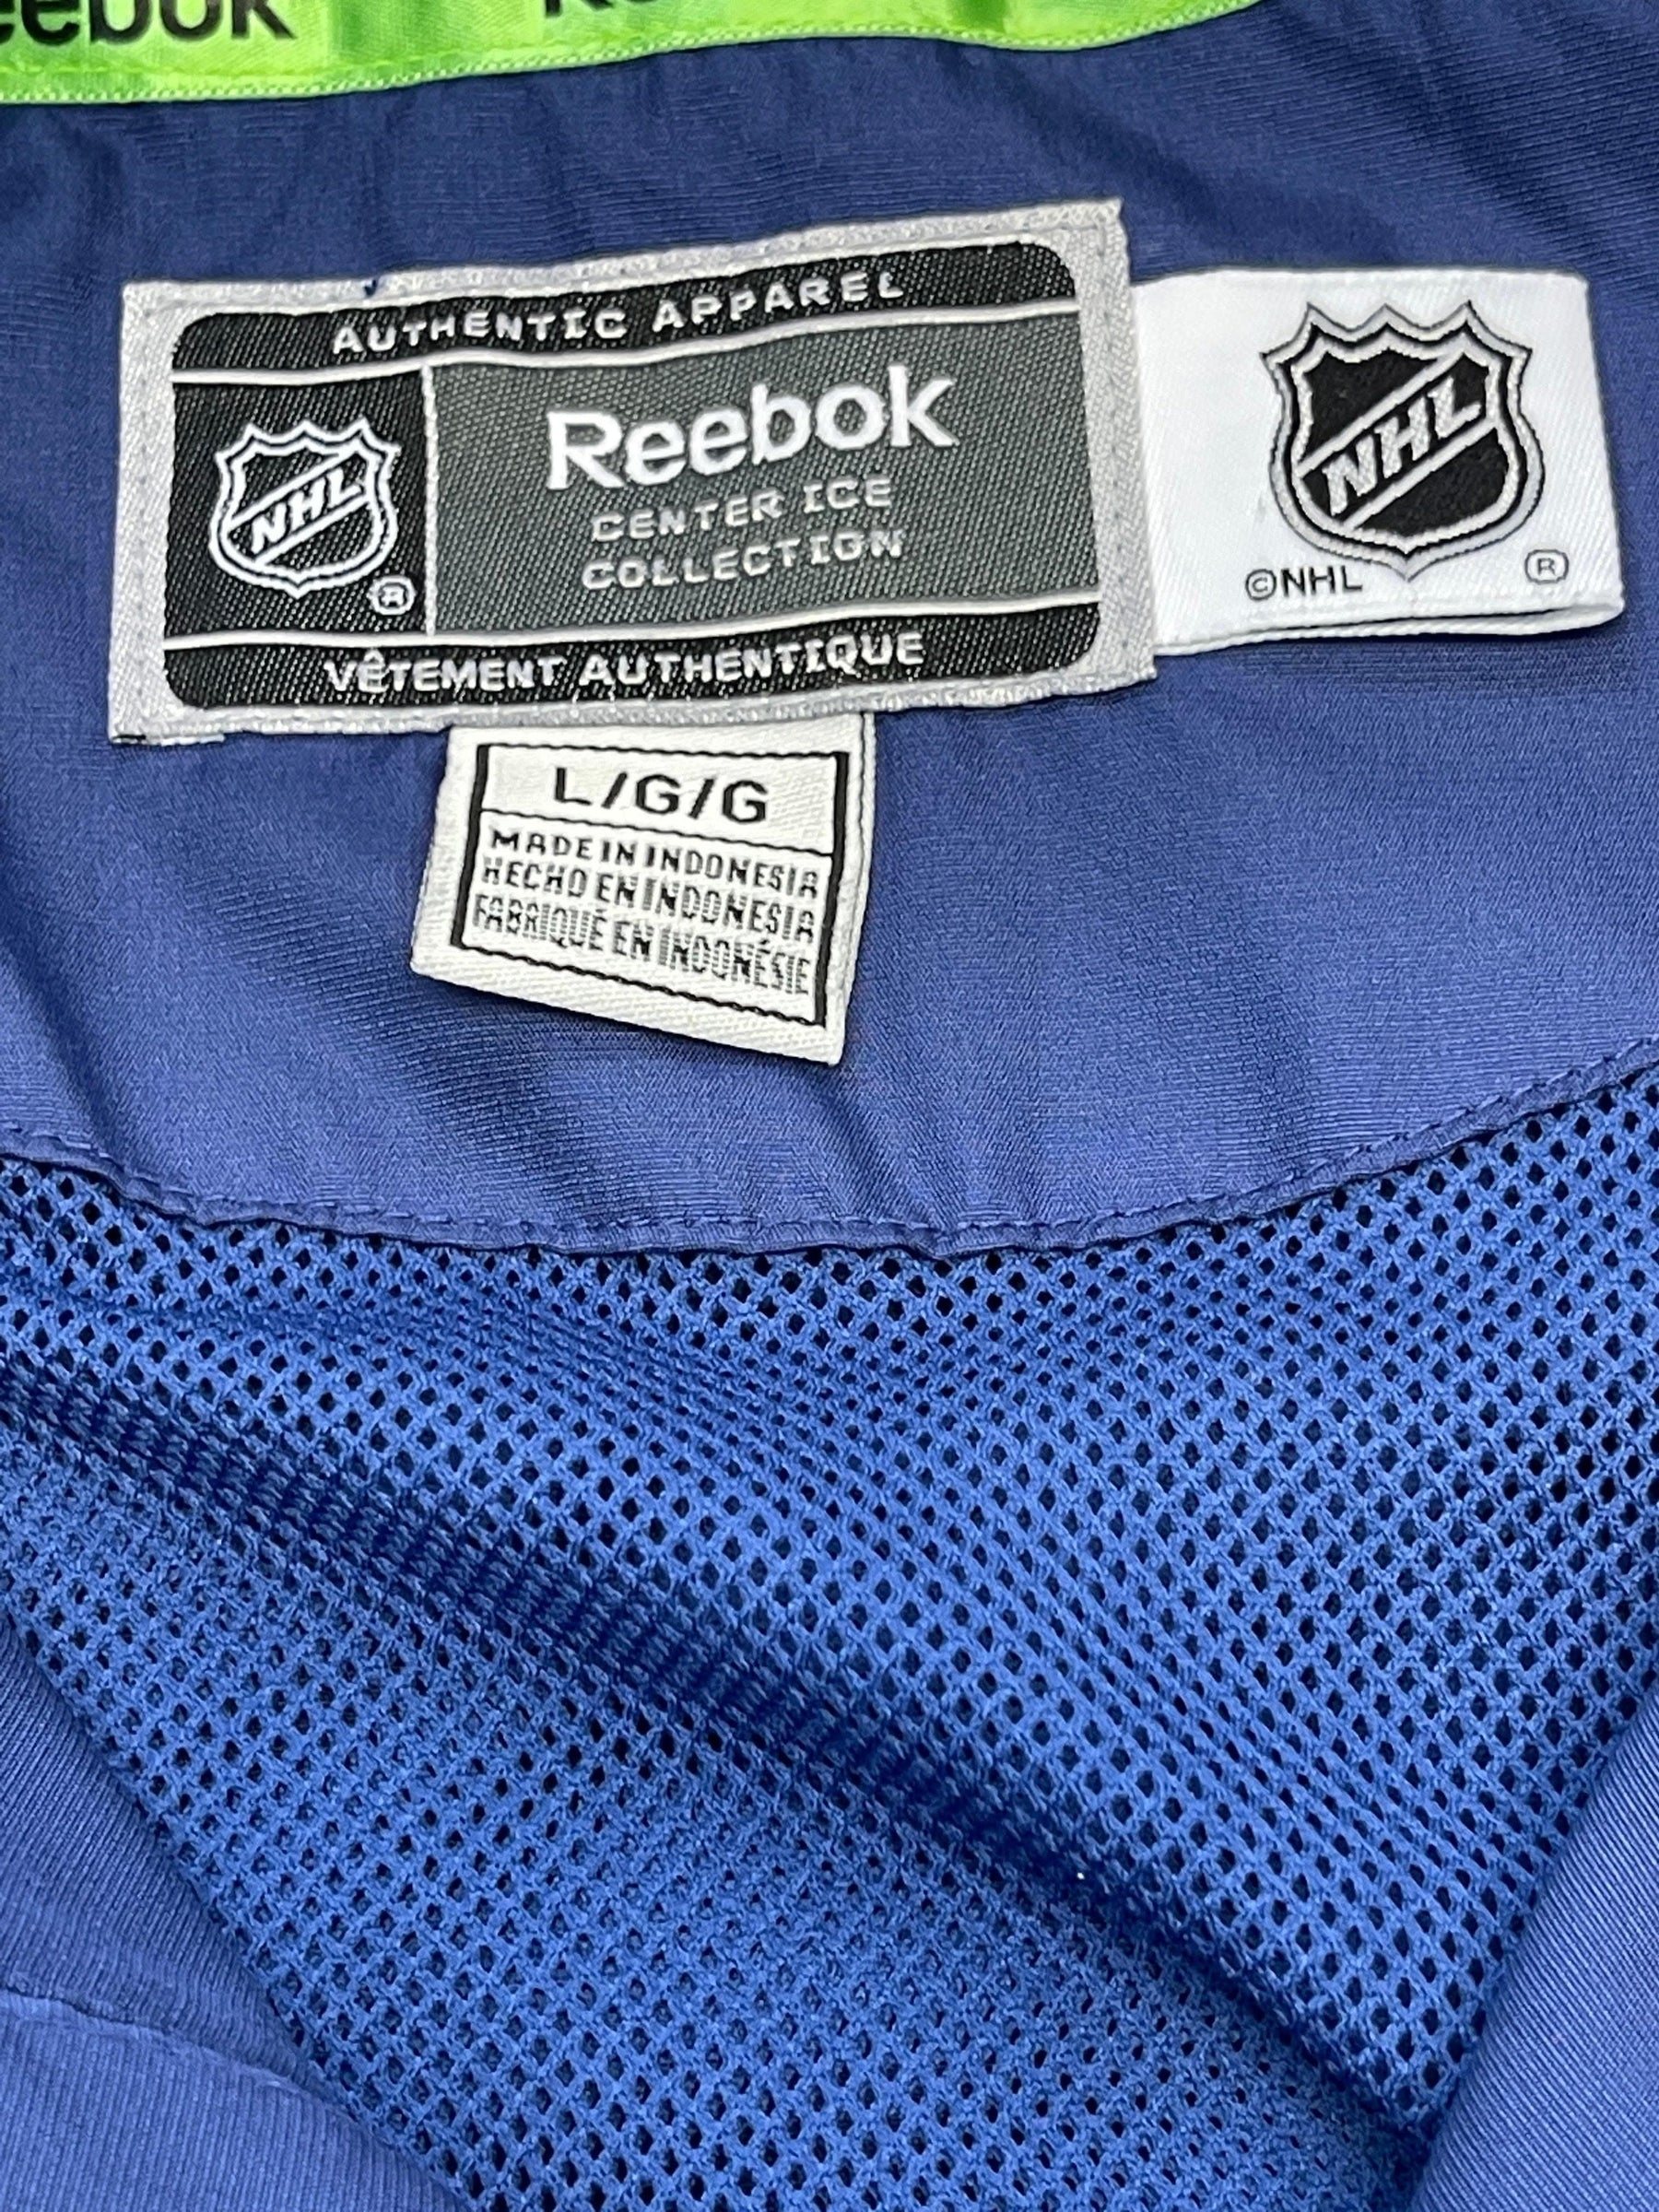 AUTHENTIC APPAREL
NHL
®
Reebok
CENTER ICE
COLLECTION
VÊTEMENT AUTHENTIQUE
NHL
©NHL ®
L/G/G
MADE IN INDONESIA
HECHO EN INDONESIA
FABRIQUÉ EN INDONÉSIE